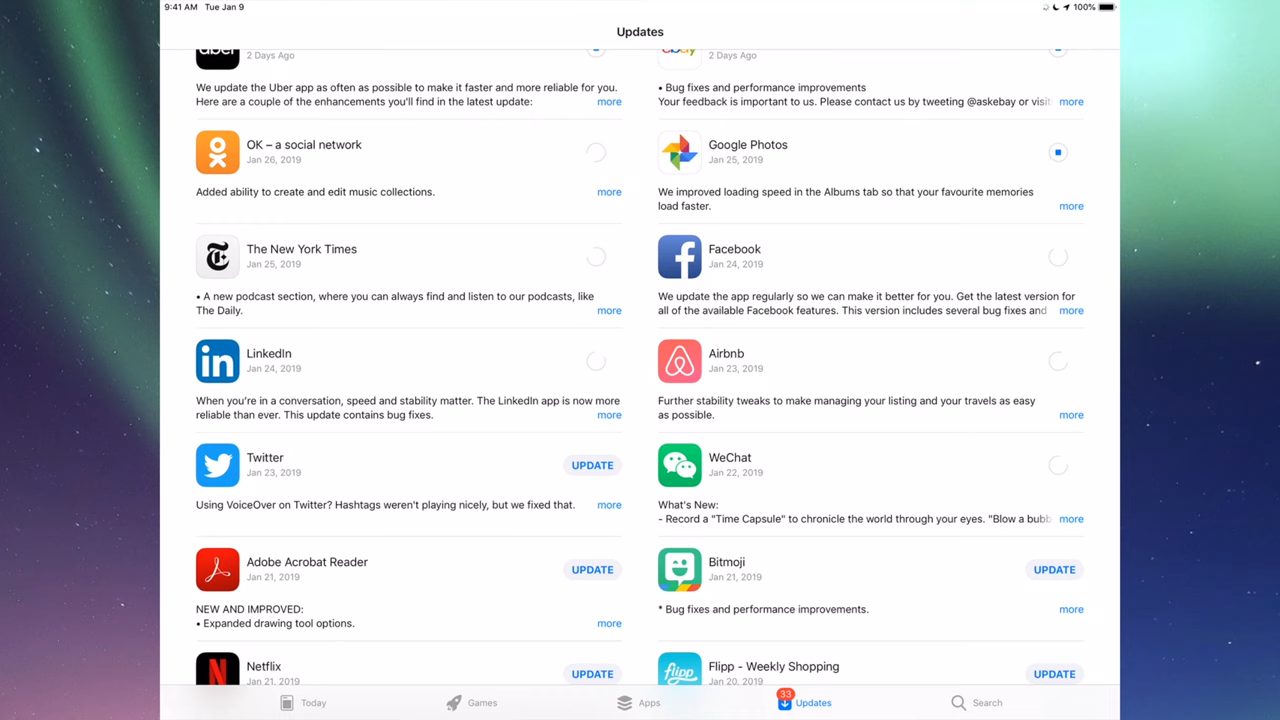 9:41 AM Tue Jan 9
100%
Updates
Uber
2 Days Ago
We update the Uber app as often as possible to make it faster and more reliable for you.
Here are a couple of the enhancements you'll find in the latest update:
more
ebay
2 Days Ago
• Bug fixes and performance improvements
Your feedback is important to us. Please contact us by tweeting @askebay or visiti
more
OK – a social network
Jan 26, 2019
Added ability to create and edit music collections.
more
Google Photos
Jan 25, 2019
We improved loading speed in the Albums tab so that your favourite memories
load faster.
more
The New York Times
Jan 25, 2019
• A new podcast section, where you can always find and listen to our podcasts, like
The Daily.
more
Facebook
Jan 24, 2019
We update the app regularly so we can make it better for you. Get the latest version for
all of the available Facebook features. This version includes several bug fixes and
more
in
LinkedIn
Jan 24, 2019
When you're in a conversation, speed and stability matter. The LinkedIn app is now more
reliable than ever. This update contains bug fixes.
more
Airbnb
Jan 23, 2019
Further stability tweaks to make managing your listing and your travels as easy
as possible.
more
Twitter
Jan 23, 2019
UPDATE
Using VoiceOver on Twitter? Hashtags weren't playing nicely, but we fixed that.
more
WeChat
Jan 22, 2019
What's New:
- Record a "Time Capsule" to chronicle the world through your eyes. "Blow a bubb
more
Adobe Acrobat Reader
Jan 21, 2019
UPDATE
NEW AND IMPROVED:
• Expanded drawing tool options.
more
Bitmoji
Jan 21, 2019
UPDATE
* Bug fixes and performance improvements.
more
Netflix
Jan 21, 2019
UPDATE
Flipp
Flipp - Weekly Shopping
Jan 20, 2019
UPDATE
Today
Games
Apps
33
Updates
Search